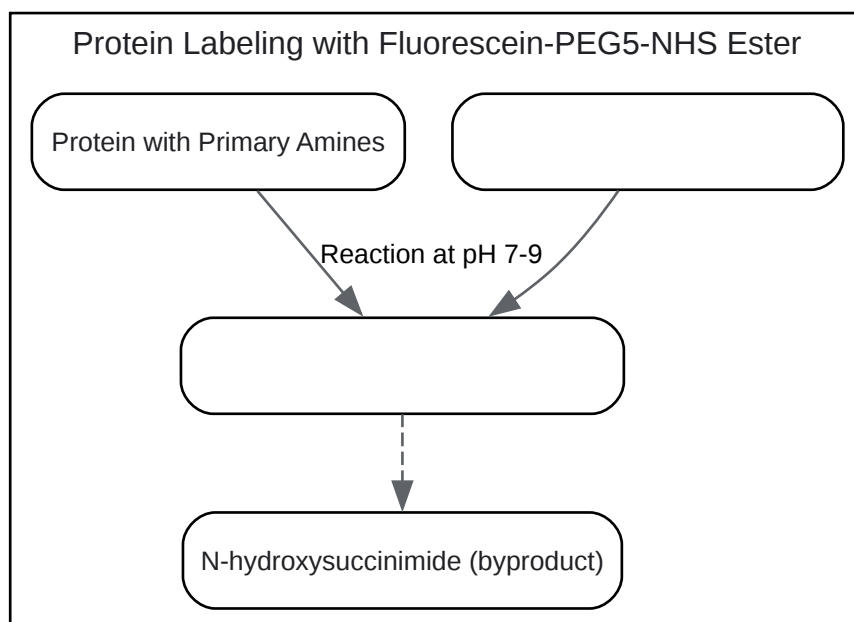 Protein Labeling with Fluorescein-PEG5-NHS Ester
Protein with Primary Amines
Reaction at pH 7-9
N-hydroxysuccinimide (byproduct)